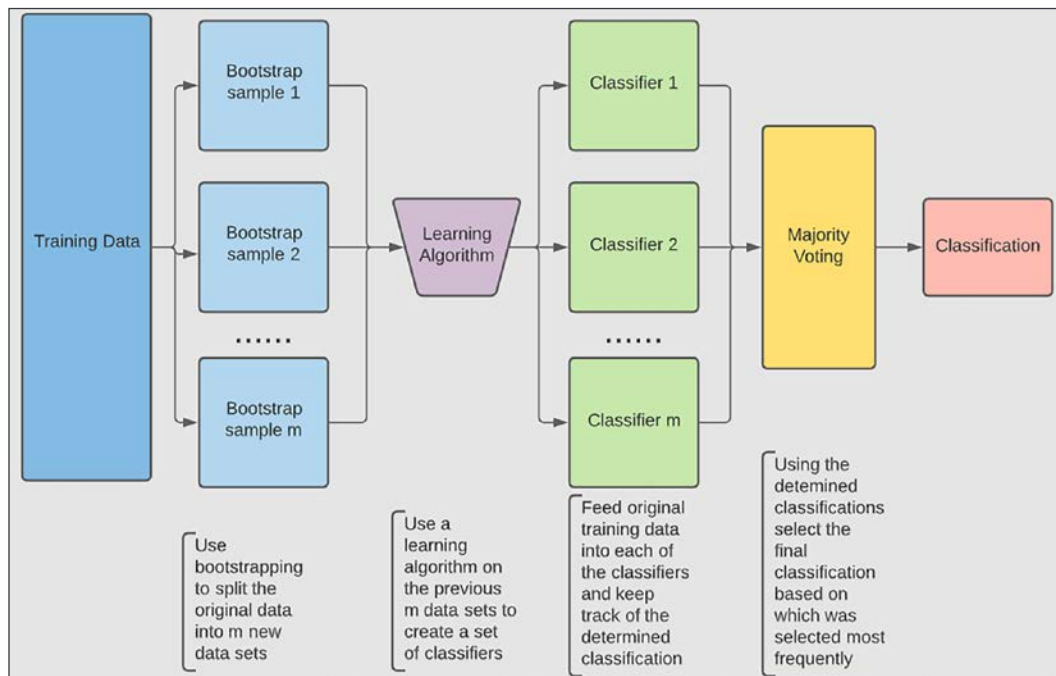 Training Data
Bootstrap
sample 1
Bootstrap
sample 2
......
Bootstrap
sample m
Learning
Algorithm
Classifier 1
Classifier 2
......
Classifier m
Majority
Voting
Classification
Use
bootstrapping
to split the
original data
into m new
data sets
Use a
learning
algorithm on
the previous
m data sets to
create a set
of classifiers
Feed original
training data
into each of
the classifiers
and keep
track of the
determined
classification
Using the
detemined
classifications
select the
final
classification
based on
which was
selected most
frequently